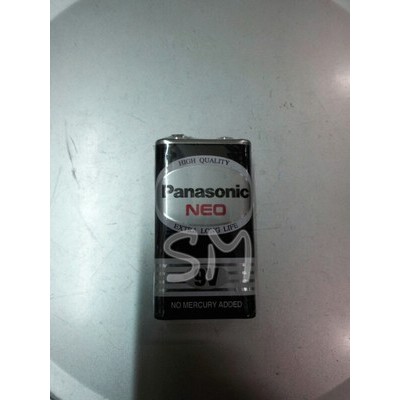 HIGH QUALITY
Panasonic
NEO
EXTRA LONG LIFE
SM
9V
NO MERCURY ADDED